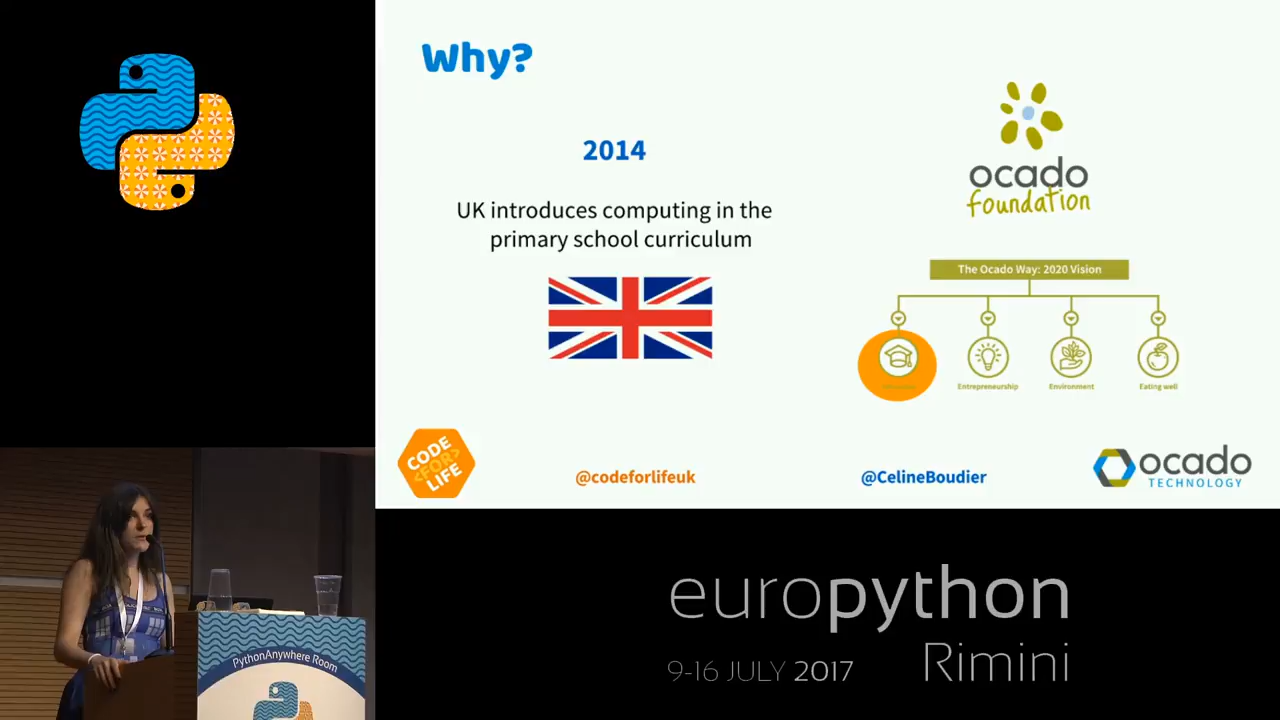 Why?
2014
UK introduces computing in the
primary school curriculum
ocado
foundation
The Ocado Way: 2020 Vision
Entrepreneurship
Environment
Eating well
CODE
<FOR>
LIFE
@codeforlifeuk
@CelineBoudier
ocado
TECHNOLOGY
PythonAnywhere Room
europython
Rimini
9-16 JULY 2017